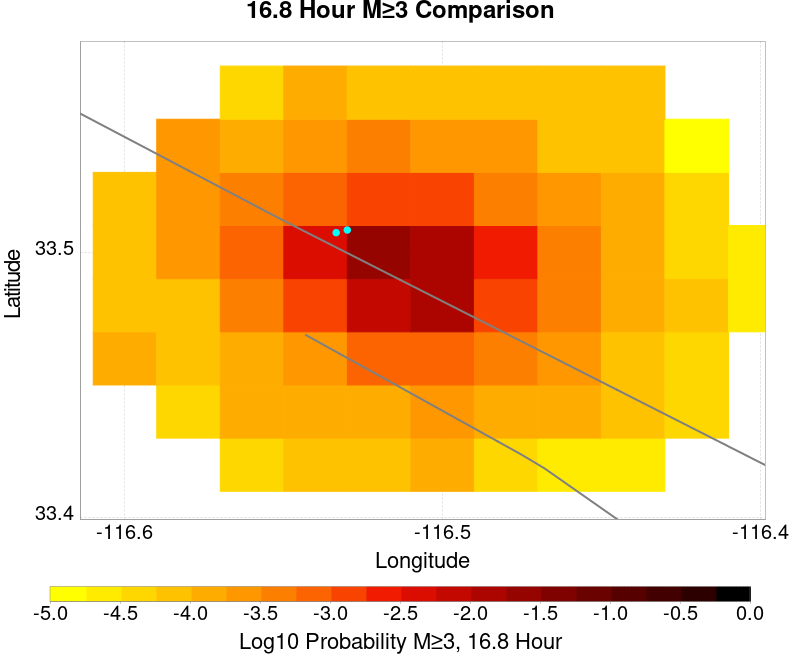 16.8 Hour M≥3 Comparison
Latitude
33.5
33.4
-116.6 -116.5 -116.4
Longitude
-5.0 -4.5 -4.0 -3.5 -3.0 -2.5 -2.0 -1.5 -1.0 -0.5 0.0
Log10 Probability M≥3, 16.8 Hour